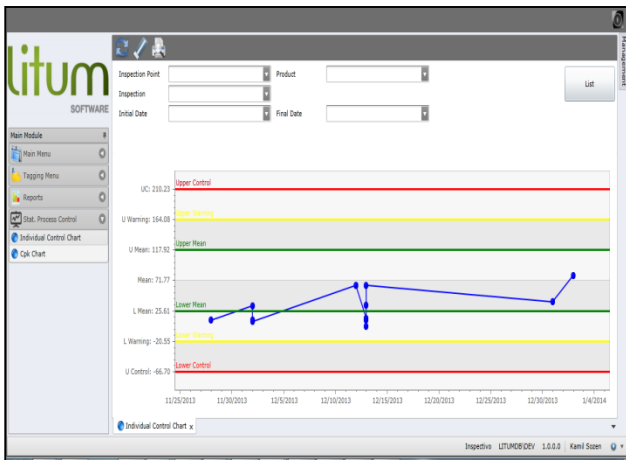 litum
SOFTWARE
Management
Inspection Point
Product
Inspection
List
Initial Date
Final Date
Main Module
Main Menu
Tagging Menu
Reports
Stat. Process Control
Individual Control Chart
Cpk Chart
UC: 210.23
Upper Control
U Warning: 164.08
Upper Warning
U Mean: 117.92
Upper Mean
Mean: 71.77
L Mean: 25.61
Lower Mean
L Warning: -20.55
Lower Warning
U Control: -66.70
Lower Control
11/25/2013 11/30/2013 12/5/2013 12/10/2013 12/15/2013 12/20/2013 12/25/2013 12/30/2013 1/4/2014
Individual Control Chart x
Inspectivo LITUMDB\DEV 1.0.0.0 Kamil Sozen